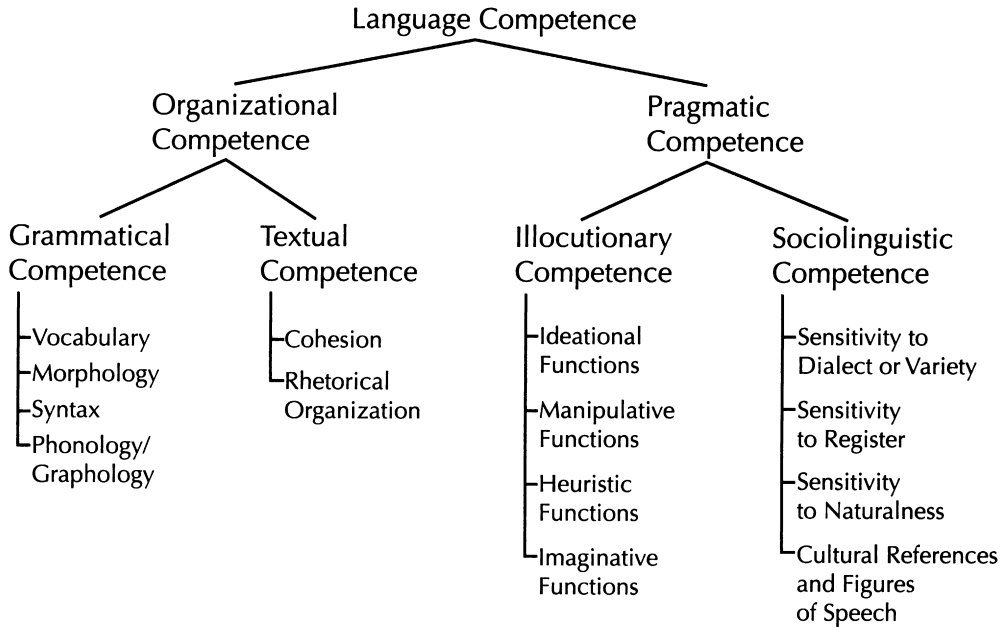 Language Competence
Organizational
Competence
Pragmatic
Competence
Grammatical
Competence
Vocabulary
Morphology
Syntax
Phonology/
Graphology
Textual
Competence
Cohesion
Rhetorical
Organization
Illocutionary
Competence
Ideational
Functions
Manipulative
Functions
Heuristic
Functions
Imaginative
Functions
Sociolinguistic
Competence
Sensitivity to
Dialect or Variety
Sensitivity
to Register
Sensitivity
to Naturalness
Cultural References
and Figures
of Speech